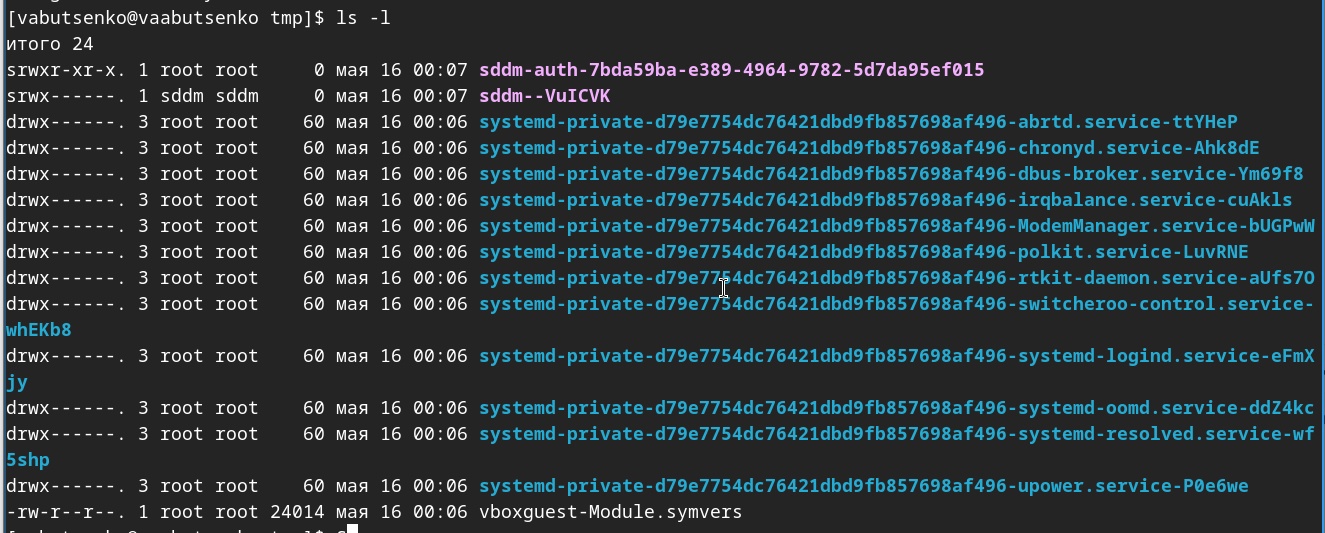 [vabutsenko@vaabutsenko tmp]$ ls -l
итого 24
srwxr-xr-x. 1 root root     0 мая 16 00:07 sddm-auth-7bda59ba-e389-4964-9782-5d7da95ef015
srwx------. 1 sddm sddm     0 мая 16 00:07 sddm--VuICVK
drwx------. 3 root root    60 мая 16 00:06 systemd-private-d79e7754dc76421dbd9fb857698af496-abrtd.service-ttYHeP
drwx------. 3 root root    60 мая 16 00:06 systemd-private-d79e7754dc76421dbd9fb857698af496-chronyd.service-Ahk8dE
drwx------. 3 root root    60 мая 16 00:06 systemd-private-d79e7754dc76421dbd9fb857698af496-dbus-broker.service-Ym69f8
drwx------. 3 root root    60 мая 16 00:06 systemd-private-d79e7754dc76421dbd9fb857698af496-irqbalance.service-cuAkls
drwx------. 3 root root    60 мая 16 00:06 systemd-private-d79e7754dc76421dbd9fb857698af496-ModemManager.service-bUGPwW
drwx------. 3 root root    60 мая 16 00:06 systemd-private-d79e7754dc76421dbd9fb857698af496-polkit.service-LuvRNE
drwx------. 3 root root    60 мая 16 00:06 systemd-private-d79e7754dc76421dbd9fb857698af496-rtkit-daemon.service-aUfs7O
drwx------. 3 root root    60 мая 16 00:06 systemd-private-d79e7754dc76421dbd9fb857698af496-switcheroo-control.service-
whEKb8
drwx------. 3 root root    60 мая 16 00:06 systemd-private-d79e7754dc76421dbd9fb857698af496-systemd-logind.service-eFmX
jy
drwx------. 3 root root    60 мая 16 00:06 systemd-private-d79e7754dc76421dbd9fb857698af496-systemd-oomd.service-ddZ4kc
drwx------. 3 root root    60 мая 16 00:06 systemd-private-d79e7754dc76421dbd9fb857698af496-systemd-resolved.service-wf
5shp
drwx------. 3 root root    60 мая 16 00:06 systemd-private-d79e7754dc76421dbd9fb857698af496-upower.service-P0e6we
-rw-r--r--. 1 root root 24014 мая 16 00:06 vboxguest-Module.symvers